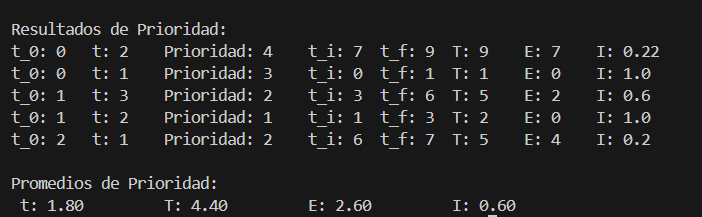 Resultados de Prioridad:
t_0: 0 t: 2 Prioridad: 4 t_i: 7 t_f: 9 T: 9 E: 7 I: 0.22
t_0: 0 t: 1 Prioridad: 3 t_i: 0 t_f: 1 T: 1 E: 0 I: 1.0
t_0: 1 t: 3 Prioridad: 2 t_i: 3 t_f: 6 T: 5 E: 2 I: 0.6
t_0: 1 t: 2 Prioridad: 1 t_i: 1 t_f: 3 T: 2 E: 0 I: 1.0
t_0: 2 t: 1 Prioridad: 2 t_i: 6 t_f: 7 T: 5 E: 4 I: 0.2
Promedios de Prioridad:
t: 1.80 T: 4.40 E: 2.60 I: 0.60